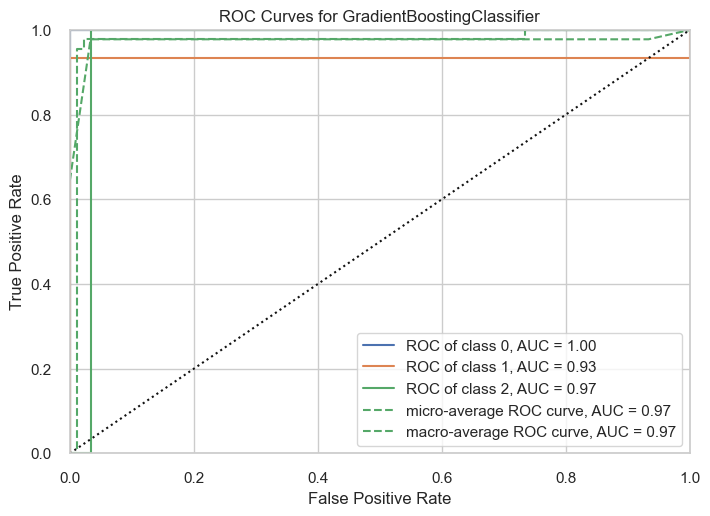 ROC Curves for GradientBoostingClassifier
1.0
0.8
0.6
0.4
0.2
0.0
True Positive Rate
ROC of class 0, AUC = 1.00
ROC of class 1, AUC = 0.93
ROC of class 2, AUC = 0.97
micro-average ROC curve, AUC = 0.97
macro-average ROC curve, AUC = 0.97
0.0 0.2 0.4 0.6 0.8 1.0
False Positive Rate